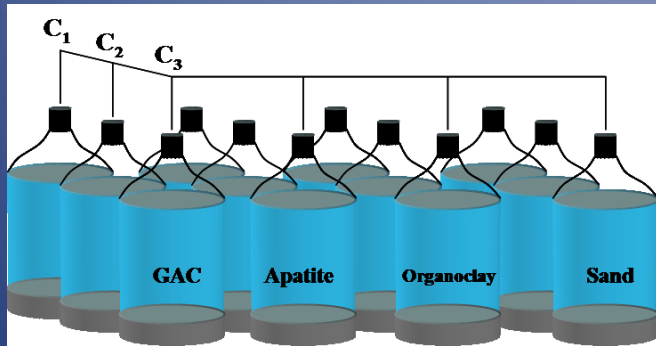 C1
C2
C3
GAC
Apatite
Organoclay
Sand